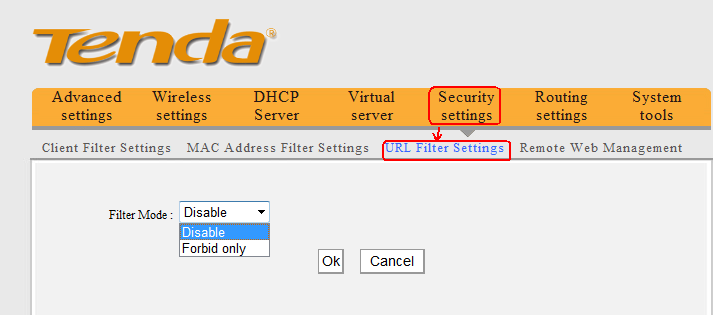 Tenda®
Advanced settings
Wireless settings
DHCP Server
Virtual server
Security settings
Routing settings
System tools
Client Filter Settings
MAC Address Filter Settings
URL Filter Settings
Remote Web Management
Filter Mode :
Disable
Disable
Forbid only
Ok
Cancel